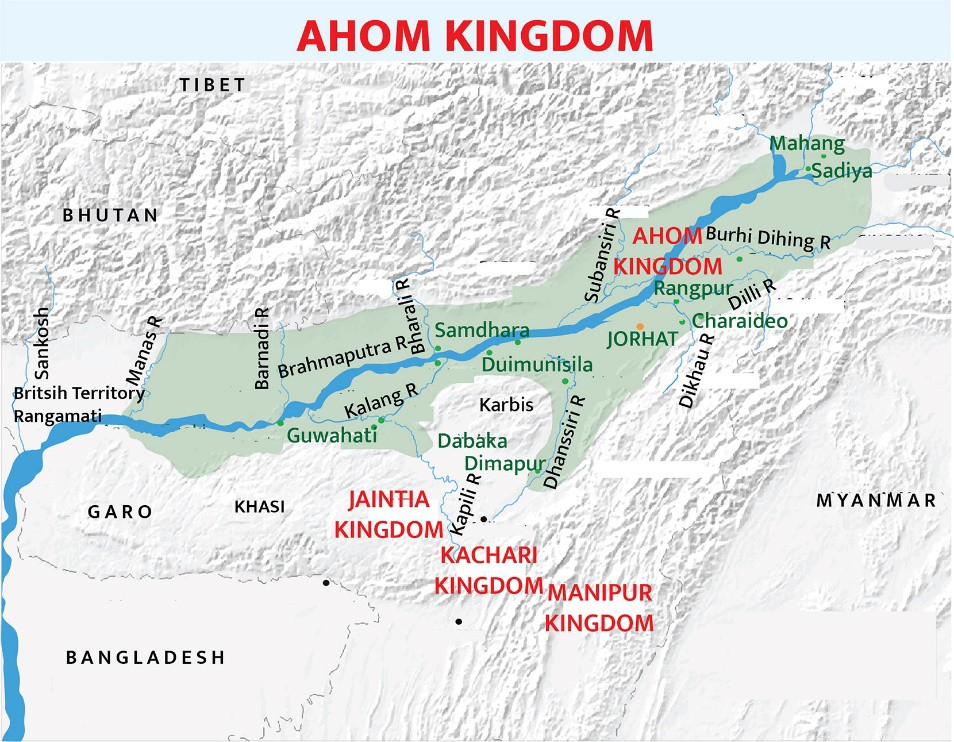 AHOM KINGDOM
TIBET
Mahang
Sadiya
BHUTAN
Subansiri R
AHOM
KINGDOM
Burhi Dihing R
Rangpur
Dilli R
Charaideo
JORHAT
Dikhau R
Sankosh
Manas R
Barnadi R
Bharali R
Brahmaputra R
Samdhara
Duimunisila
Britsih Territory
Rangamati
Kalang R
Karbis
Guwahati
Dabaka
Dimapur
Dhanssiri R
Kapili R
GARO
KHASI
JAINTIA
KINGDOM
MYANMAR
KACHARI
KINGDOM
MANIPUR
KINGDOM
BANGLADESH